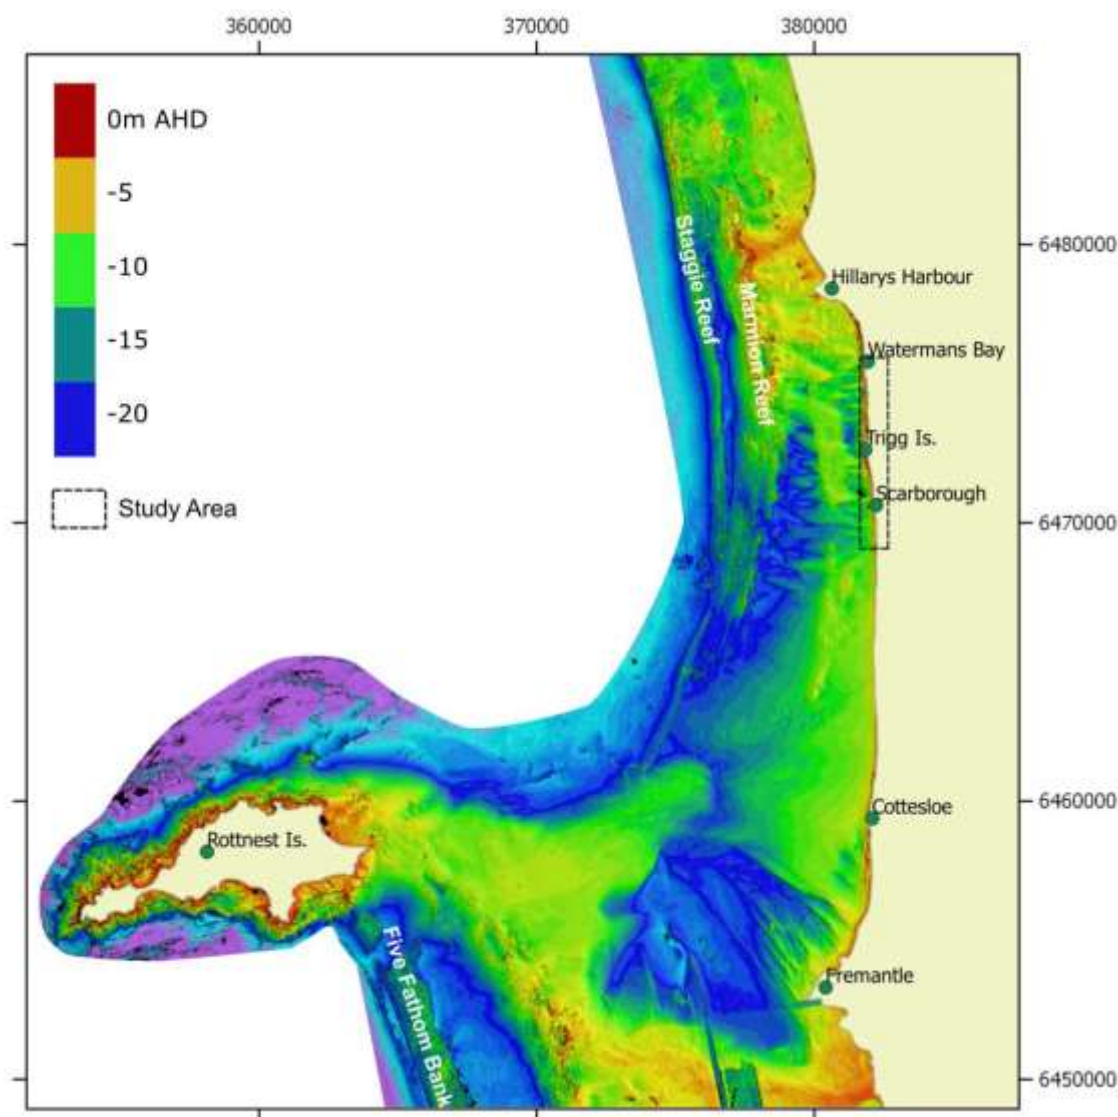 360000
370000
380000
0m AHD
-5
-10
-15
-20
Study Area
Staggie Reef
Marmion Reef
6480000
Hillarys Harbour
Watermans Bay
Trigg Is.
Scarborough
6470000
6460000
Cottesloe
Rottnest Is.
Five Fathom Bank
Fremantle
6450000